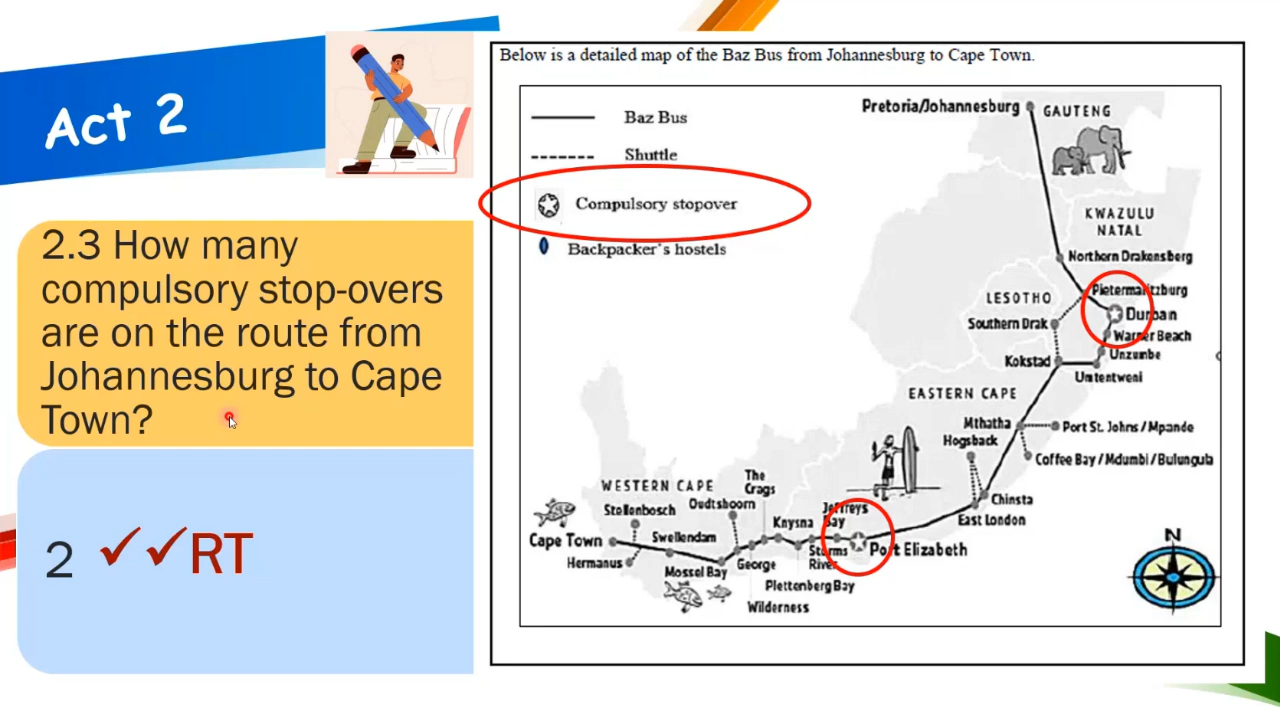 Act 2
2.3 How many
compulsory stop-overs
are on the route from
Johannesburg to Cape
Town?
2 ✓✓RT
Below is a detailed map of the Baz Bus from Johannesburg to Cape Town.
Baz Bus
Shuttle
Compulsory stopover
Backpacker's hostels
Pretoria/Johannesburg
GAUTENG
KWAZULU
NATAL
Northern Drakensberg
Pietermaritzburg
LESOTHO
Durban
Southern Drak
Warner Beach
Unzumbe
Kokstad
Umtentweni
EASTERN CAPE
Mthatha
Port St. Johns / Mpande
Hogsback
Coffee Bay / Mdumbi / Bulungula
Chinsta
East London
WESTERN CAPE
The
Crags
Stellenbosch
Oudtshoorn
Jeffreys
Bay
Knysna
Cape Town
Swellendam
Port Elizabeth
Storms
River
Hermanus
Mossel Bay
George
Plettenberg Bay
Wilderness
N